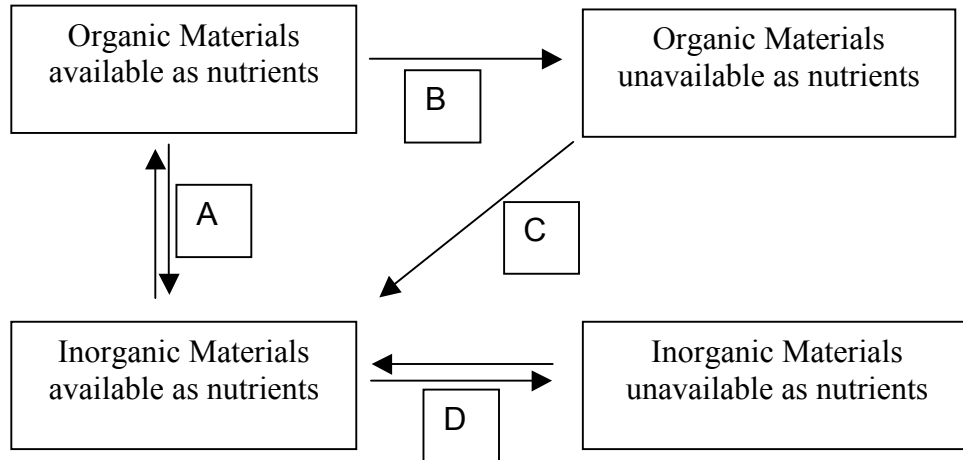 Organic Materials
available as nutrients
B
Organic Materials
unavailable as nutrients
A
C
Inorganic Materials
available as nutrients
D
Inorganic Materials
unavailable as nutrients